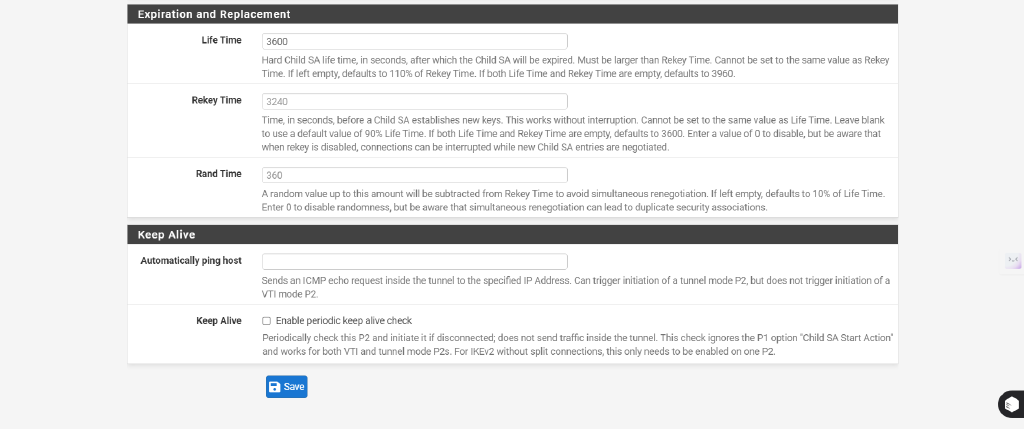 Expiration and Replacement
Life Time
3600
Hard Child SA life time, in seconds, after which the Child SA will be expired. Must be larger than Rekey Time. Cannot be set to the same value as Rekey
Time. If left empty, defaults to 110% of Rekey Time. If both Life Time and Rekey Time are empty, defaults to 3960.
Rekey Time
3240
Time, in seconds, before a Child SA establishes new keys. This works without interruption. Cannot be set to the same value as Life Time. Leave blank
to use a default value of 90% Life Time. If both Life Time and Rekey Time are empty, defaults to 3600. Enter a value of 0 to disable, but be aware that
when rekey is disabled, connections can be interrupted while new Child SA entries are negotiated.
Rand Time
360
A random value up to this amount will be subtracted from Rekey Time to avoid simultaneous renegotiation. If left empty, defaults to 10% of Life Time.
Enter 0 to disable randomness, but be aware that simultaneous renegotiation can lead to duplicate security associations.
Keep Alive
Automatically ping host
Sends an ICMP echo request inside the tunnel to the specified IP Address. Can trigger initiation of a tunnel mode P2, but does not trigger initiation of a
VTI mode P2.
Keep Alive
Enable periodic keep alive check
Periodically check this P2 and initiate it if disconnected; does not send traffic inside the tunnel. This check ignores the P1 option "Child SA Start Action"
and works for both VTI and tunnel mode P2s. For IKEv2 without split connections, this only needs to be enabled on one P2.
Save